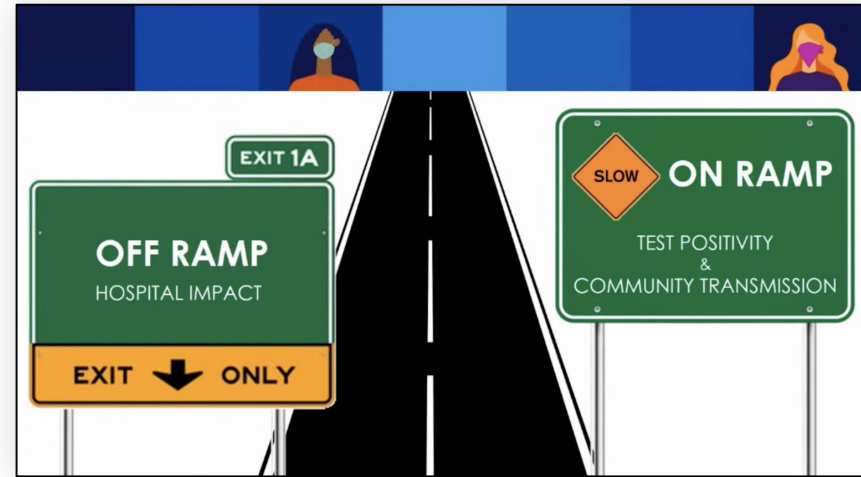 EXIT 1A
OFF RAMP
HOSPITAL IMPACT
EXIT ONLY
SLOW
ON RAMP
TEST POSITIVITY
&
COMMUNITY TRANSMISSION